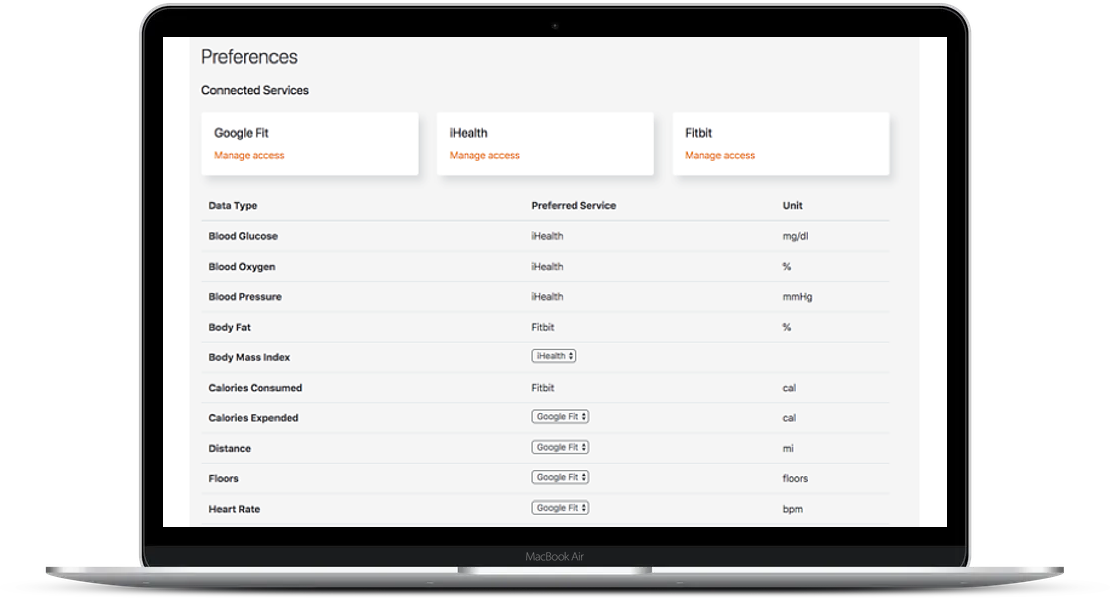 Preferences
Connected Services
Google Fit iHealth Fitbit
Manage access Manage access Manage access
Data Type Preferred Service Unit
Blood Glucose iHealth mg/dl
Blood Oxygen iHealth %
Blood Pressure iHealth mmHg
Body Fat Fitbit %
Body Mass Index iHealth
Calories Consumed Fitbit cal
Calories Expended Google Fit cal
Distance Google Fit mi
Floors Google Fit floors
Heart Rate Google Fit bpm
MacBook Air